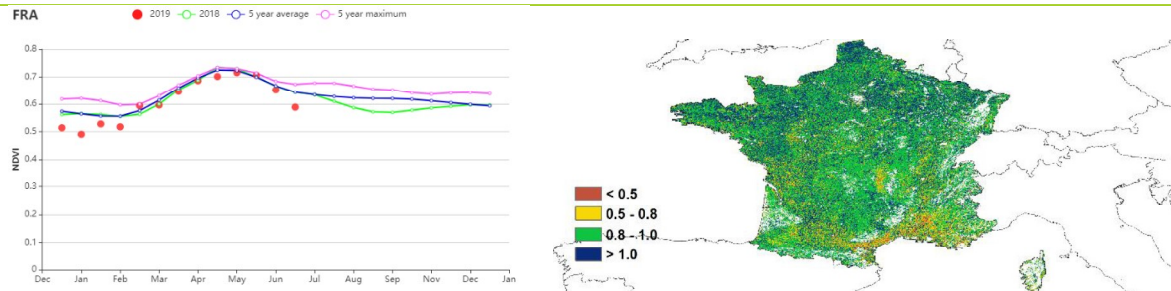 FRA
2019 2018 5 year average 5 year maximum
0.8
0.7
0.6
0.5
0.4
0.3
0.2
0.1
0
NDVI
Dec Jan Feb Mar Apr May Jun Jul Aug Sep Oct Nov Dec Jan
< 0.5
0.5 - 0.8
0.8 - 1.0
> 1.0